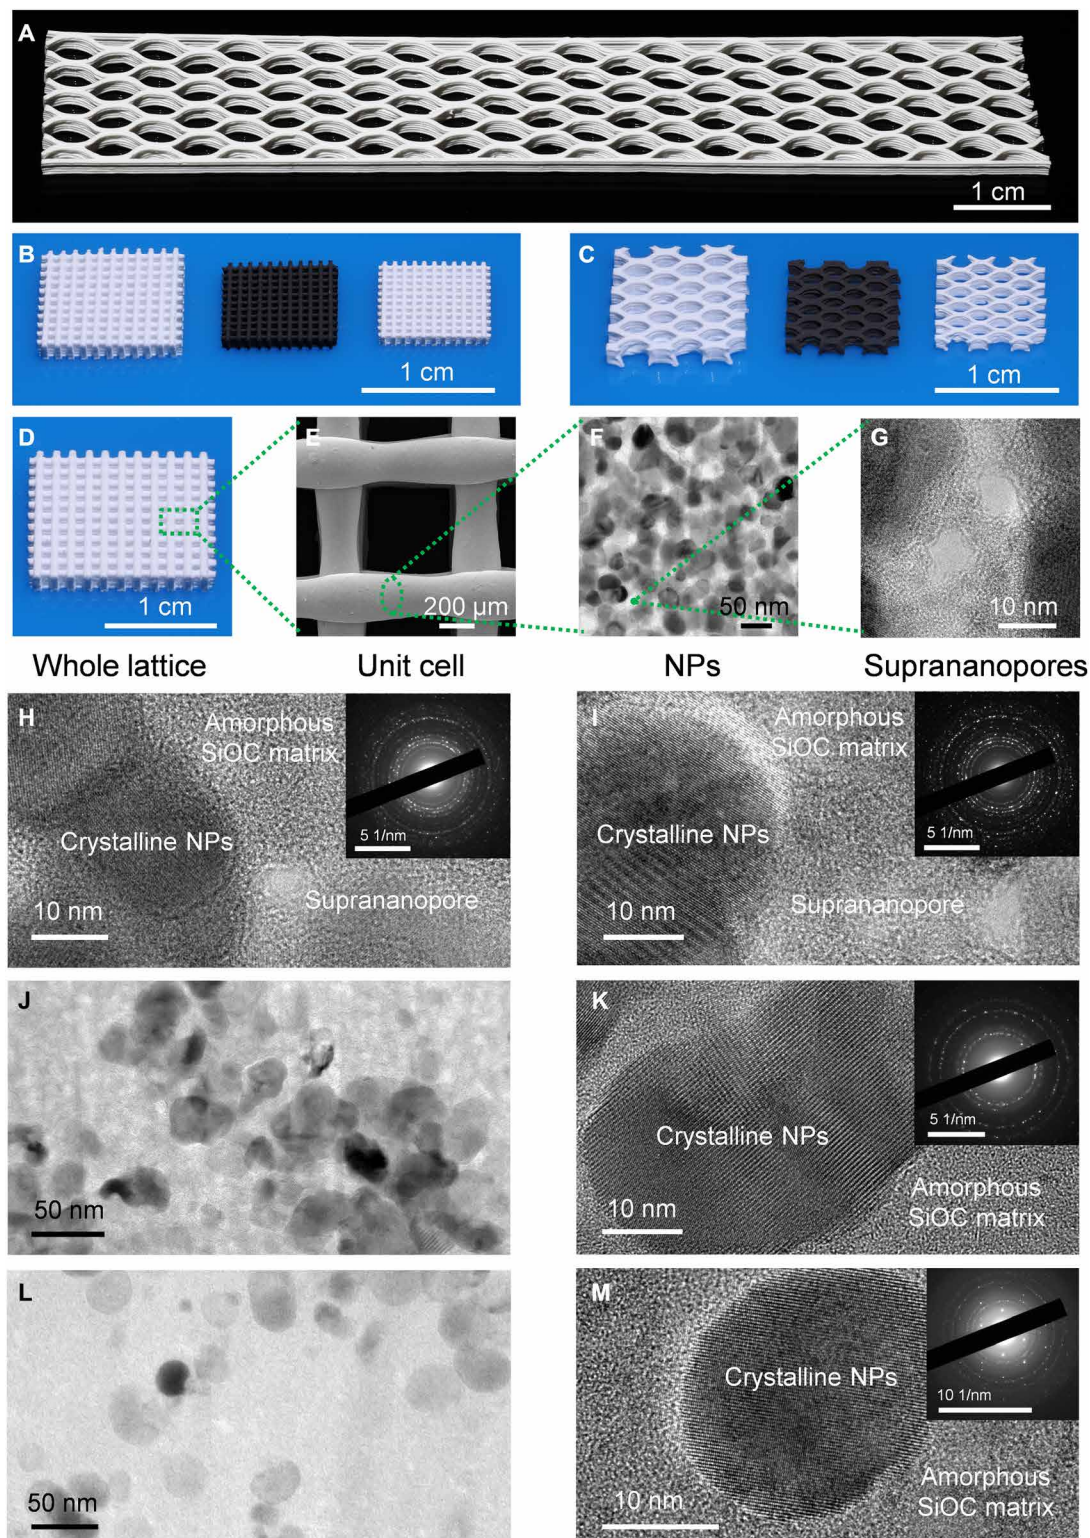 A
1 cm
B
1 cm
C
1 cm
D
1 cm
E
200 µm
F
50 nm
G
10 nm
Whole lattice
Unit cell
NPs
Suprananopores
H
Amorphous
SiOC matrix
Crystalline NPs
5 1/nm
Suprananopore
10 nm
I
Amorphous
SiOC matrix
Crystalline NPs
5 1/nm
Suprananopore
10 nm
J
50 nm
K
5 1/nm
Crystalline NPs
Amorphous
SiOC matrix
10 nm
L
50 nm
M
Crystalline NPs
10 1/nm
Amorphous
SiOC matrix
10 nm